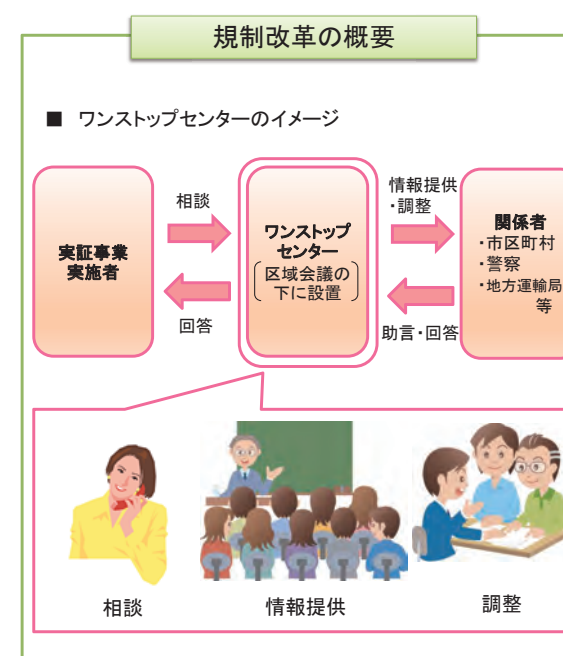 規制改革の概要
■ ワンストップセンターのイメージ
実証事業
実施者
相談
回答
ワンストップ
センター
区域会議の
下に設置
情報提供
・調整
助言・回答
関係者
・市区町村
・警察
・地方運輸局
等
相談
情報提供
調整